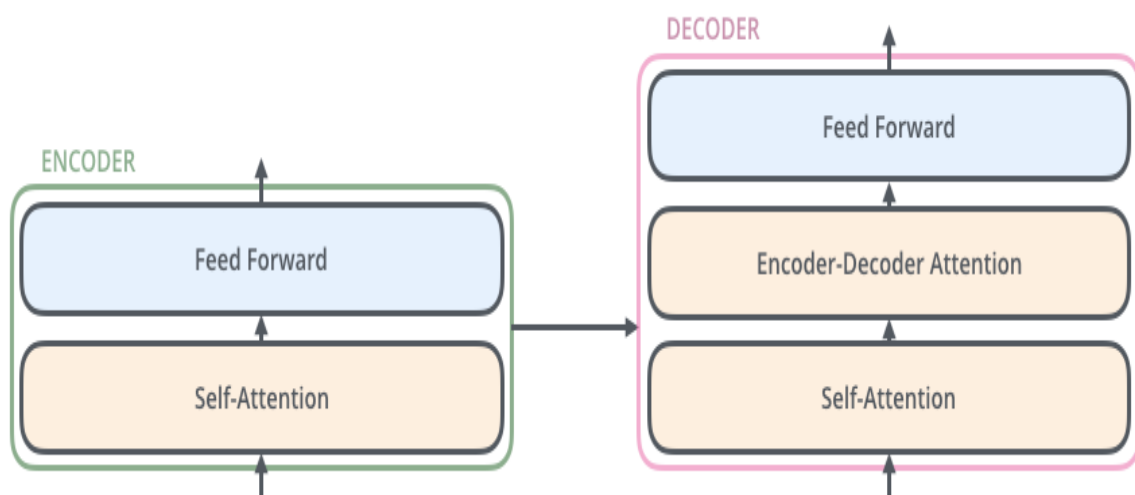 ENCODER
Feed Forward
Self-Attention
DECODER
Feed Forward
Encoder-Decoder Attention
Self-Attention